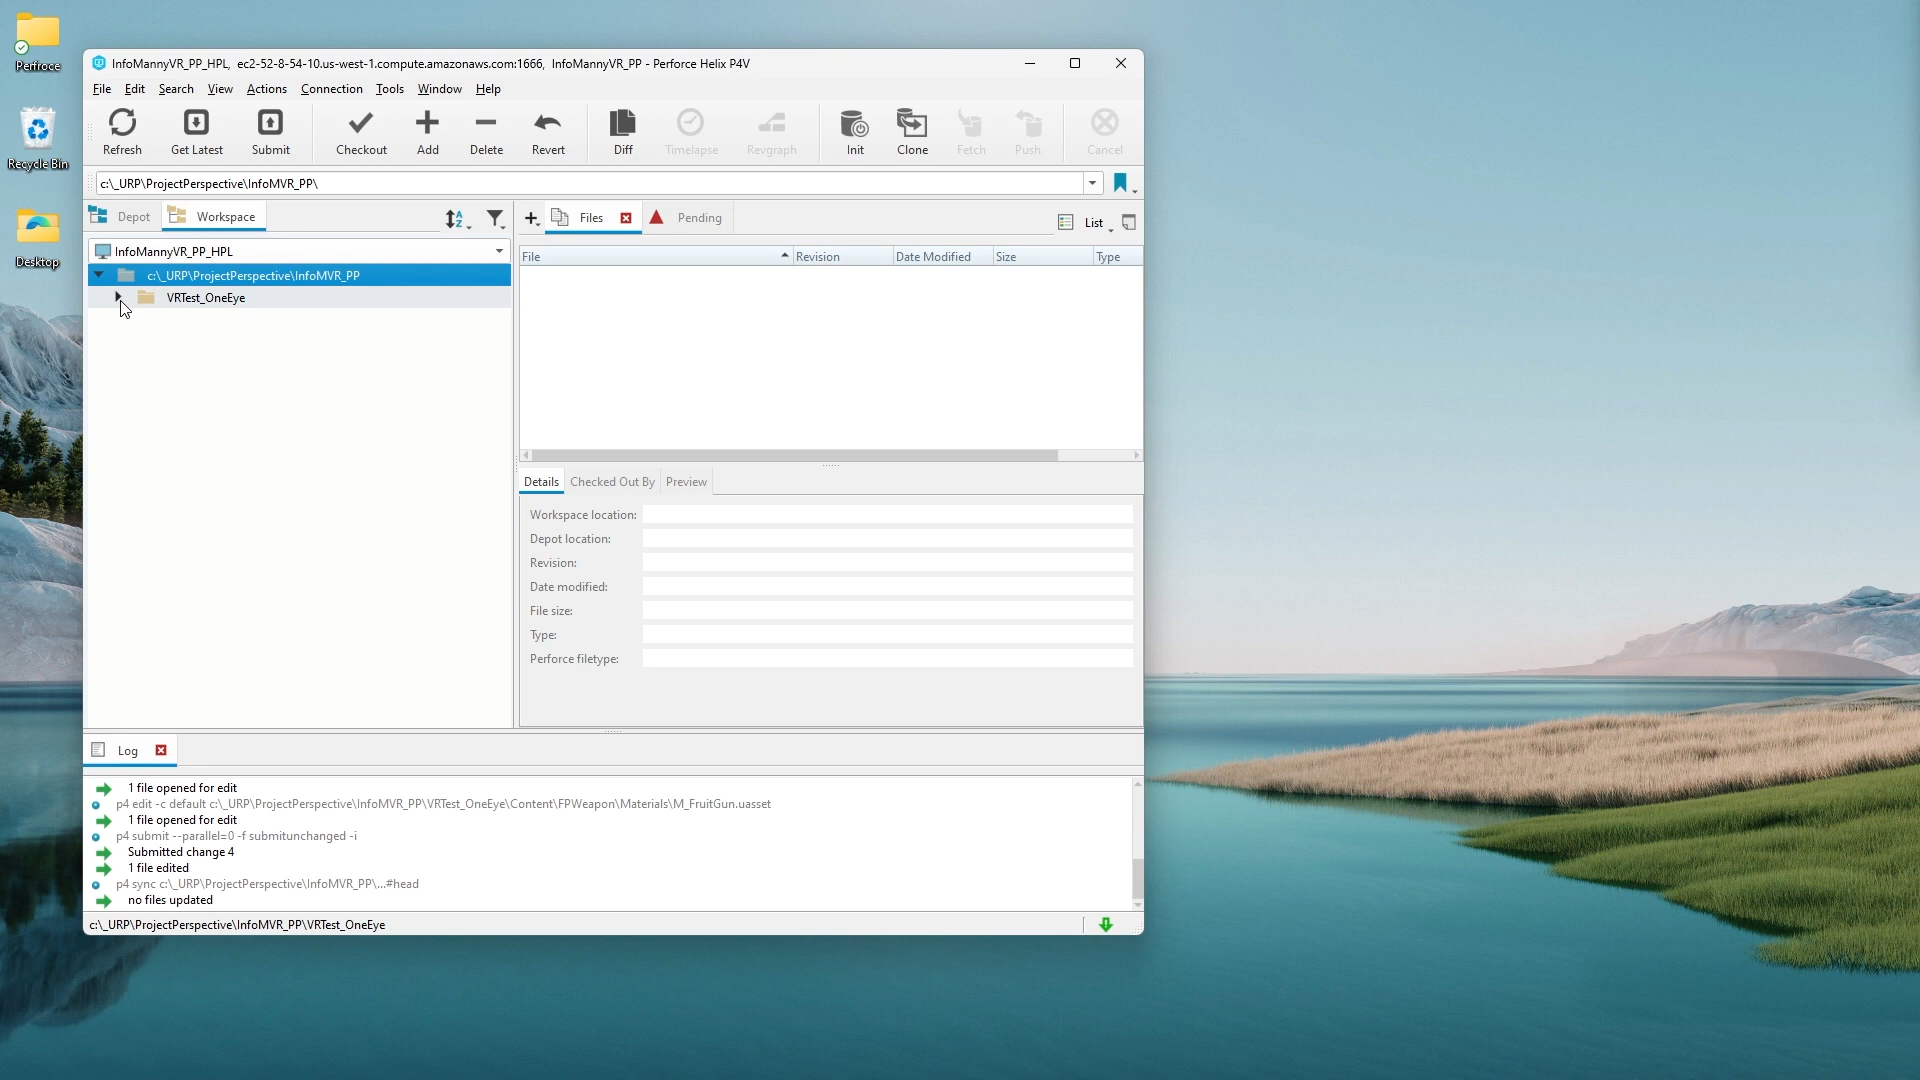 Perfroce
Recycle Bin
Desktop
InfoMannyVR_PP_HPL,  ec2-52-8-54-10.us-west-1.compute.amazonaws.com:1666,  InfoMannyVR_PP - Perforce Helix P4V
File Edit Search View Actions Connection Tools Window Help
Refresh Get Latest Submit Checkout Add Delete Revert Diff Timelapse Revgraph Init Clone Fetch Push Cancel
c:\_URP\ProjectPerspective\InfoMVR_PP\
Depot Workspace
Files Pending List
InfoMannyVR_PP_HPL
c:\_URP\ProjectPerspective\InfoMVR_PP
VRTest_OneEye
File Revision Date Modified Size Type
Details Checked Out By Preview
Workspace location:
Depot location:
Revision:
Date modified:
File size:
Type:
Perforce filetype:
Log
1 file opened for edit
p4 edit -c default c:\_URP\ProjectPerspective\InfoMVR_PP\VRTest_OneEye\Content\FPWeapon\Materials\M_FruitGun.uasset
1 file opened for edit
p4 submit --parallel=0 -f submitunchanged -i
Submitted change 4
1 file edited
p4 sync c:\_URP\ProjectPerspective\InfoMVR_PP\...#head
no files updated
c:\_URP\ProjectPerspective\InfoMVR_PP\VRTest_OneEye